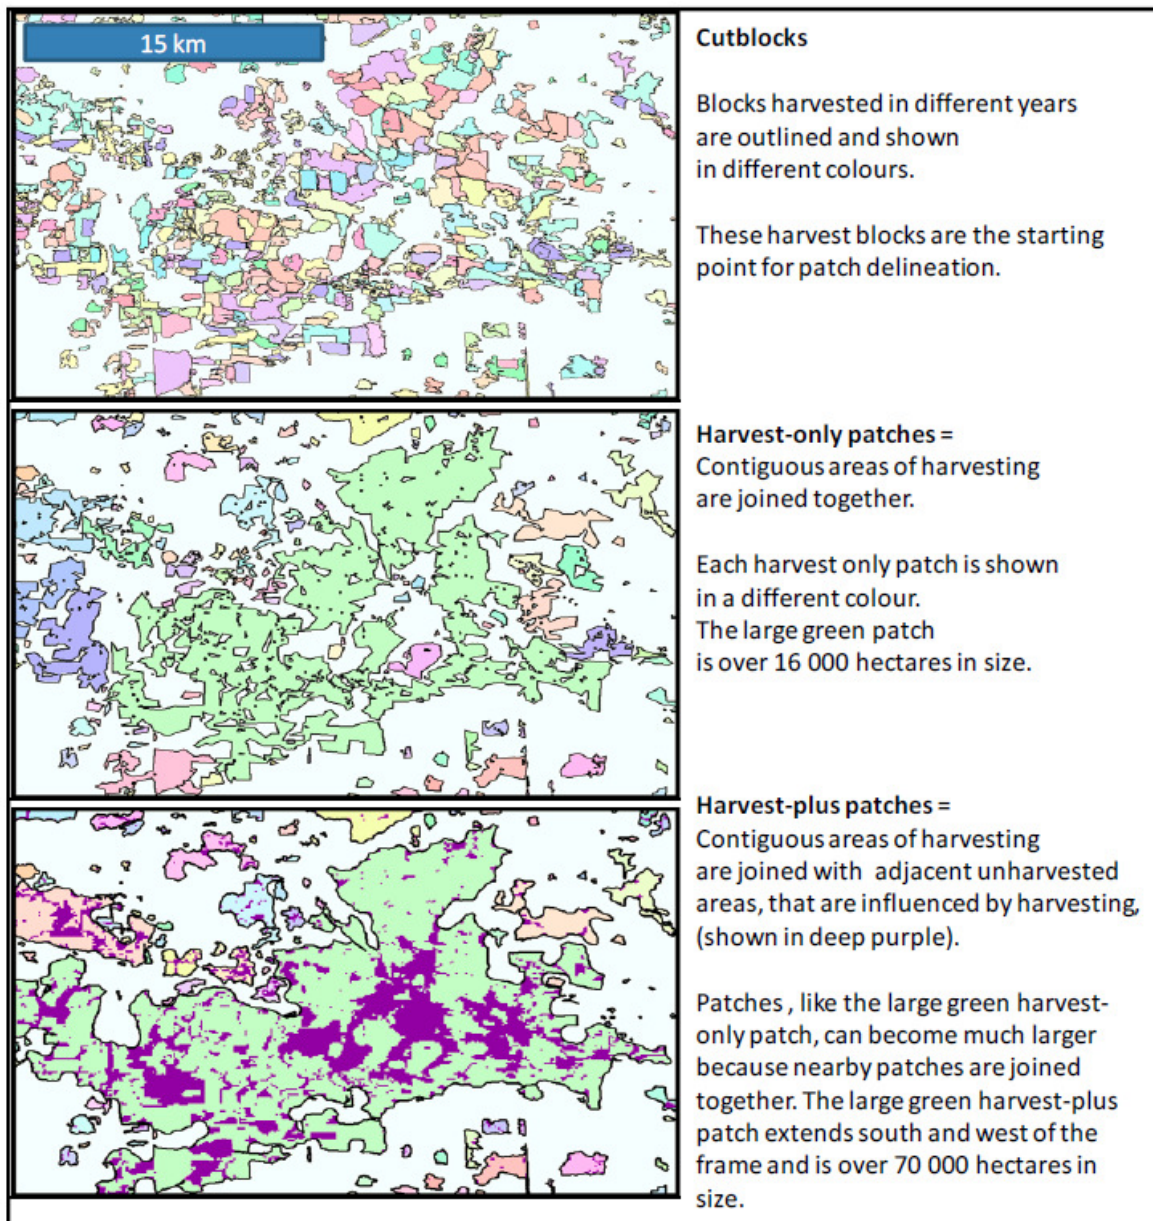 15 km
Cutblocks
Blocks harvested in different years
are outlined and shown
in different colours.
These harvest blocks are the starting
point for patch delineation.
Harvest-only patches =
Contiguous areas of harvesting
are joined together.
Each harvest only patch is shown
in a different colour.
The large green patch
is over 16 000 hectares in size.
Harvest-plus patches =
Contiguous areas of harvesting
are joined with adjacent unharvested
areas, that are influenced by harvesting,
(shown in deep purple).
Patches , like the large green harvest-
only patch, can become much larger
because nearby patches are joined
together. The large green harvest-plus
patch extends south and west of the
frame and is over 70 000 hectares in
size.